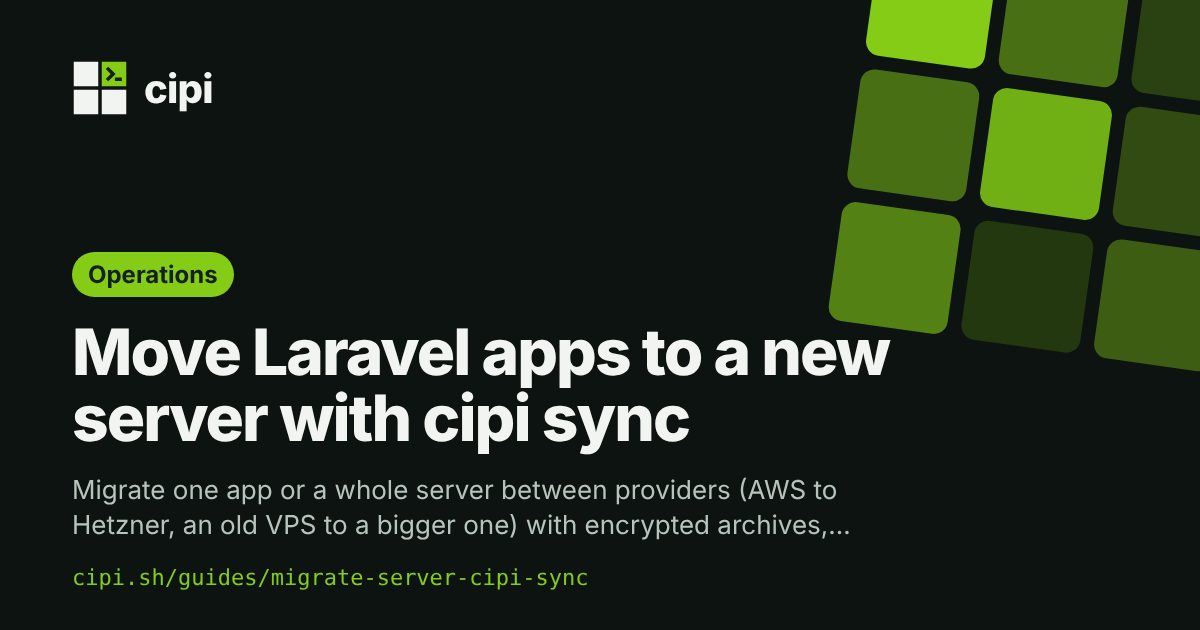 cipi
Operations
Move Laravel apps to a new
server with cipi sync
Migrate one app or a whole server between providers (AWS to
Hetzner, an old VPS to a bigger one) with encrypted archives,...
cipi.sh/guides/migrate-server-cipi-sync